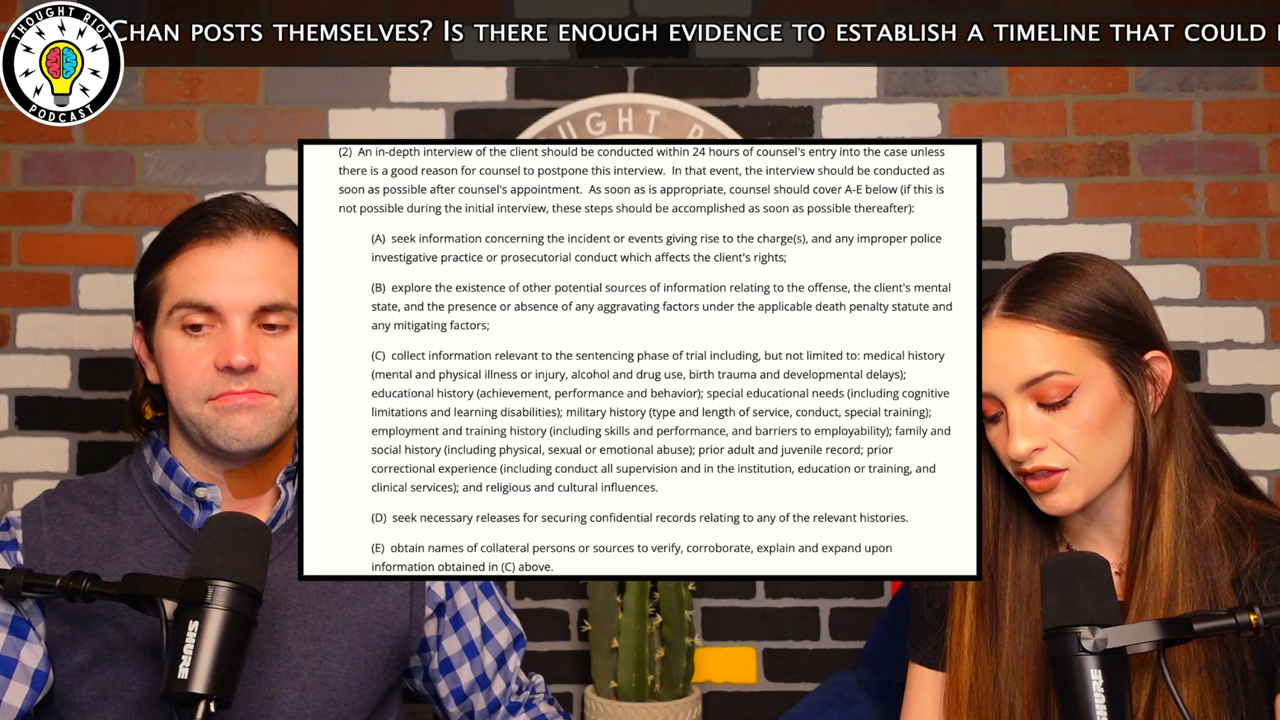 THOUGHT RIOT
PODCAST
CHAN POSTS THEMSELVES? IS THERE ENOUGH EVIDENCE TO ESTABLISH A TIMELINE THAT COULD
UGHT R
(2) An in-depth interview of the client should be conducted within 24 hours of counsel's entry into the case unless
there is a good reason for counsel to postpone this interview. In that event, the interview should be conducted as
soon as possible after counsel's appointment. As soon as is appropriate, counsel should cover A-E below (if this is
not possible during the initial interview, these steps should be accomplished as soon as possible thereafter):
(A) seek information concerning the incident or events giving rise to the charge(s), and any improper police
investigative practice or prosecutorial conduct which affects the client's rights;
(B) explore the existence of other potential sources of information relating to the offense, the client's mental
state, and the presence or absence of any aggravating factors under the applicable death penalty statute and
any mitigating factors;
(C) collect information relevant to the sentencing phase of trial including, but not limited to: medical history
(mental and physical illness or injury, alcohol and drug use, birth trauma and developmental delays);
educational history (achievement, performance and behavior); special educational needs (including cognitive
limitations and learning disabilities); military history (type and length of service, conduct, special training);
employment and training history (including skills and performance, and barriers to employability); family and
social history (including physical, sexual or emotional abuse); prior adult and juvenile record; prior
correctional experience (including conduct all supervision and in the institution, education or training, and
clinical services); and religious and cultural influences.
(D) seek necessary releases for securing confidential records relating to any of the relevant histories.
(E) obtain names of collateral persons or sources to verify, corroborate, explain and expand upon
information obtained in (C) above.
SHURE
SHURE